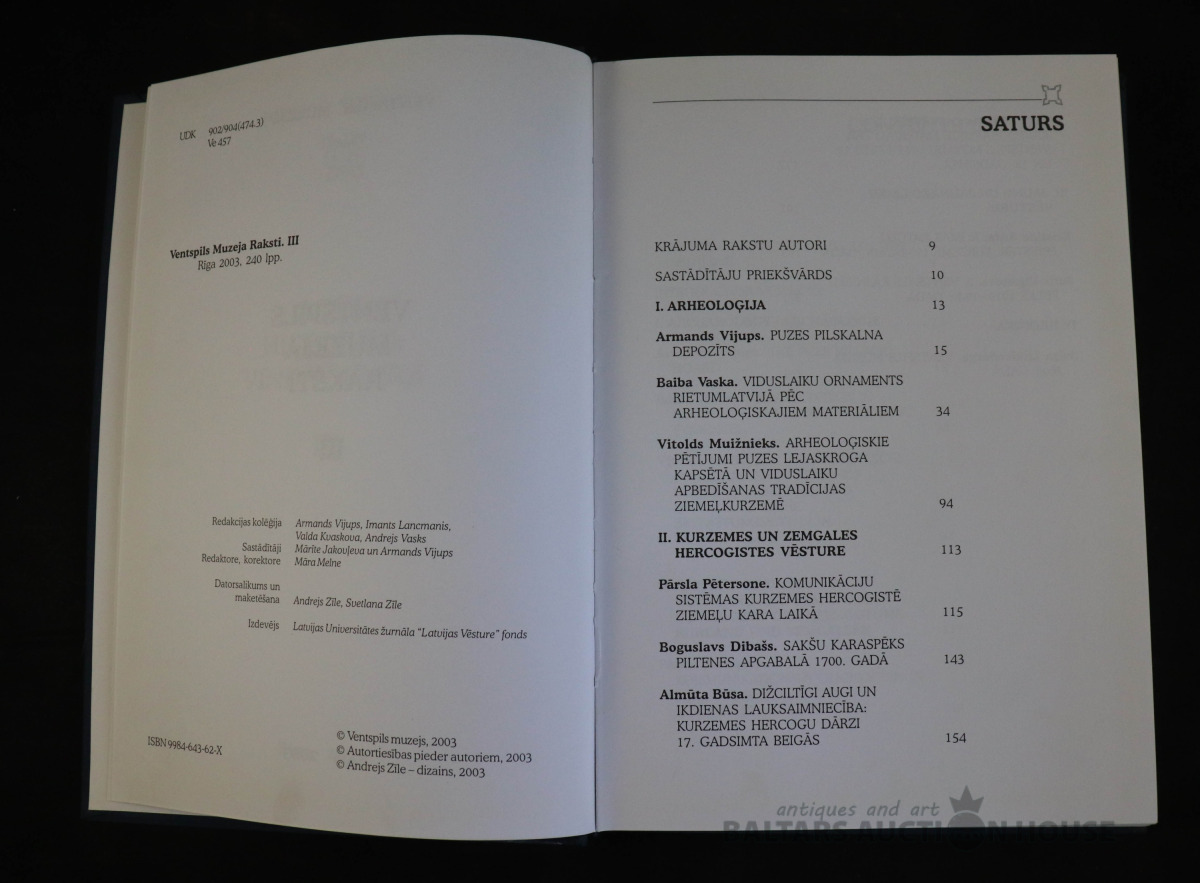 UDK 902/904(474.3)
Ve 457
Ventspils Muzeja Raksti. III
Rīga 2003, 240 lpp.
Redakcijas kolēģija Armands Vijups, Imants Lancmanis,
Valda Kvaskova, Andrejs Vasks
Sastādītāji Mārīte Jakovļeva un Armands Vijups
Redaktore, korektore Māra Melne
Datorsalikums un
maketēšana Andrejs Zīle, Svetlana Zīle
Izdevējs Latvijas Universitātes žurnāla "Latvijas Vēsture" fonds
ISBN 9984-643-62-X
© Ventspils muzejs, 2003
© Autortiesības pieder autoriem, 2003
© Andrejs Zīle – dizains, 2003
SATURS
KRĀJUMA RAKSTU AUTORI 9
SASTĀDĪTĀJU PRIEKŠVĀRDS 10
I. ARHEOLOĢIJA 13
Armands Vijups. PUZES PILSKALNA
DEPOZĪTS 15
Baiba Vaska. VIDUSLAIKU ORNAMENTS
RIETUMLATVIJĀ PĒC
ARHEOLOĢISKAJIEM MATERIĀLIEM 34
Vitolds Muižnieks. ARHEOLOĢISKIE
PĒTĪJUMI PUZES LEJASKROGA
KAPSĒTĀ UN VIDUSLAIKU
APBEDĪŠANAS TRADĪCIJAS
ZIEMEĻKURZEMĒ 94
II. KURZEMES UN ZEMGALES
HERCOGISTES VĒSTURE 113
Pārsla Pētersone. KOMUNIKĀCIJU
SISTĒMAS KURZEMES HERCOGISTĒ
ZIEMEĻU KARA LAIKĀ 115
Boguslavs Dibašs. SAKŠU KARASPĒKS
PILTENES APGABALĀ 1700. GADĀ 143
Almūta Būsa. DIŽCILTĪGI AUGI UN
IKDIENAS LAUKSAIMNIECĪBA:
KURZEMES HERCOGU DĀRZI
17. GADSIMTA BEIGĀS 154
antiques and art
BALTARS AUCTION HOUSE